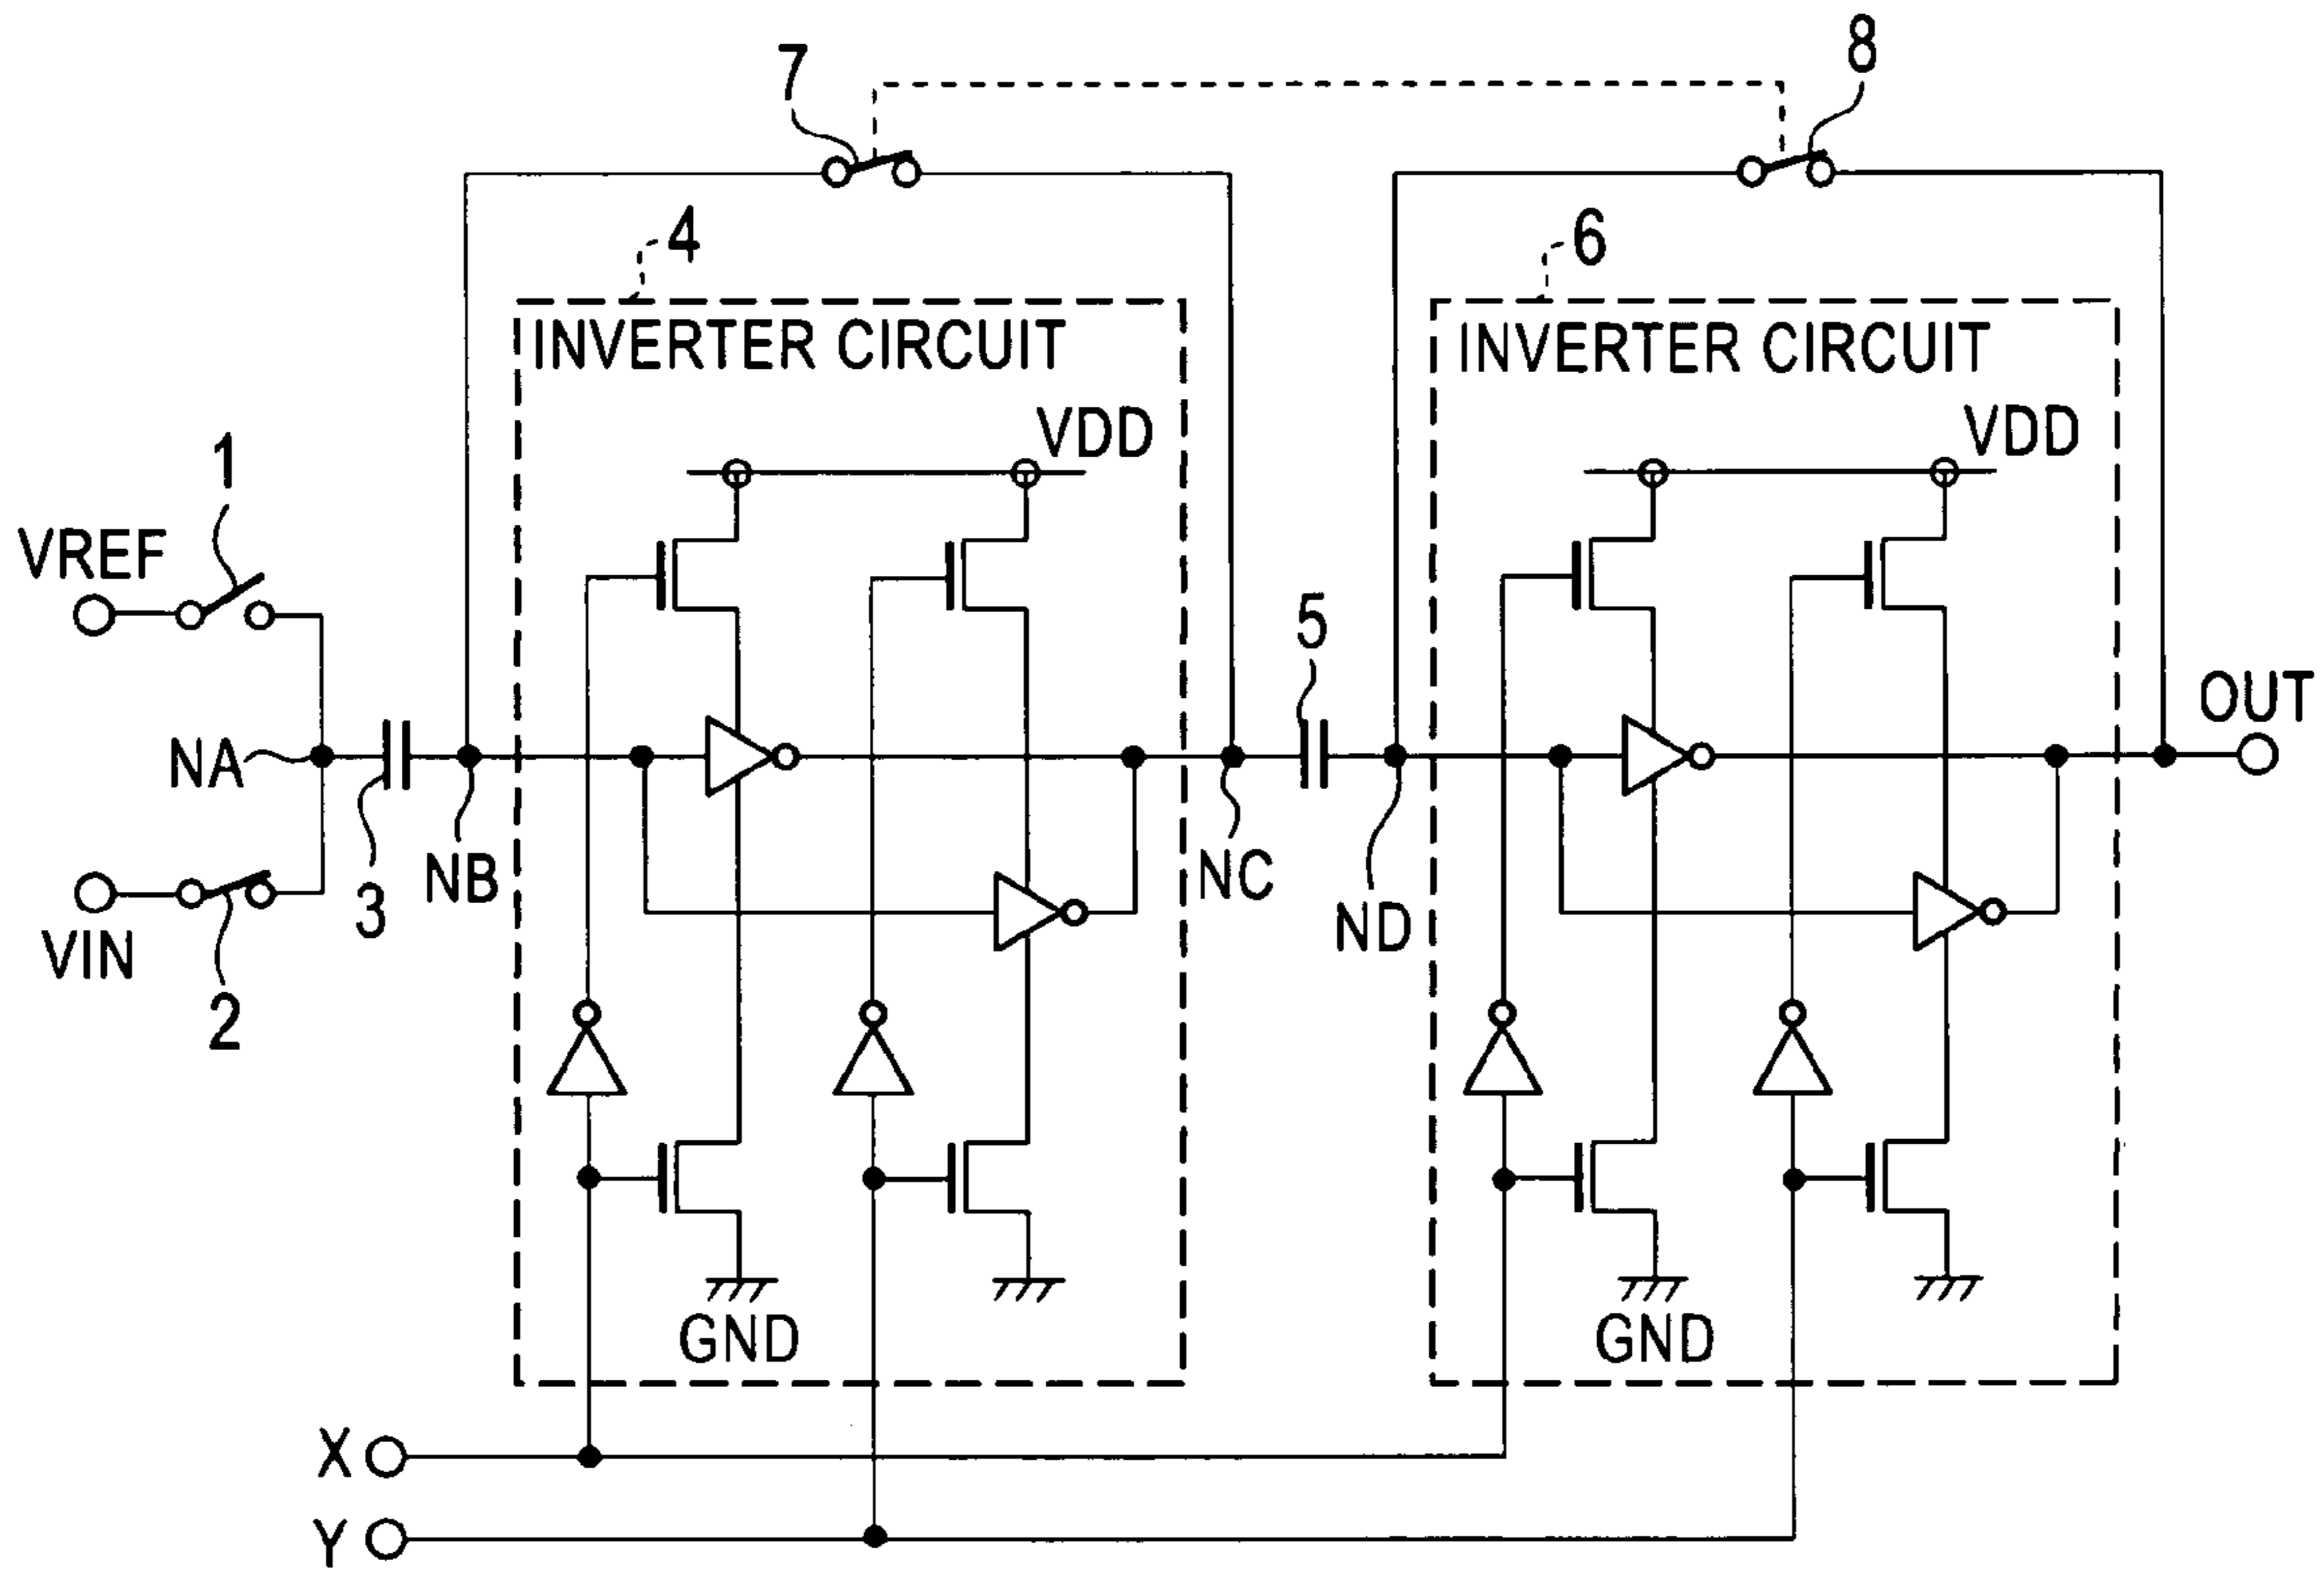 7
8
4
6
INVERTER CIRCUIT
INVERTER CIRCUIT
VDD
VDD
1
VREF
5
OUT
NA
NB
NC
3
ND
VIN
2
GND
GND
X
Y